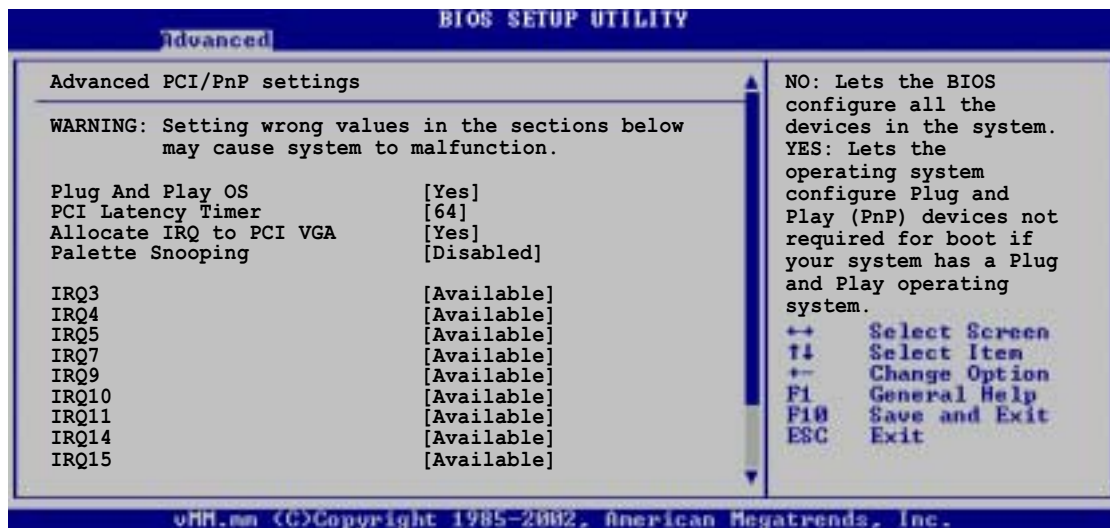 BIOS SETUP UTILITY
Advanced
Advanced PCI/PnP settings
WARNING: Setting wrong values in the sections below
may cause system to malfunction.
Plug And Play OS [Yes]
PCI Latency Timer [64]
Allocate IRQ to PCI VGA [Yes]
Palette Snooping [Disabled]
IRQ3 [Available]
IRQ4 [Available]
IRQ5 [Available]
IRQ7 [Available]
IRQ9 [Available]
IRQ10 [Available]
IRQ11 [Available]
IRQ14 [Available]
IRQ15 [Available]
NO: Lets the BIOS
configure all the
devices in the system.
YES: Lets the
operating system
configure Plug and
Play (PnP) devices not
required for boot if
your system has a Plug
and Play operating
system.
←→ Select Screen
↑↓ Select Item
+- Change Option
F1 General Help
F10 Save and Exit
ESC Exit
vMM.mm (C)Copyright 1985-2002, American Megatrends, Inc.